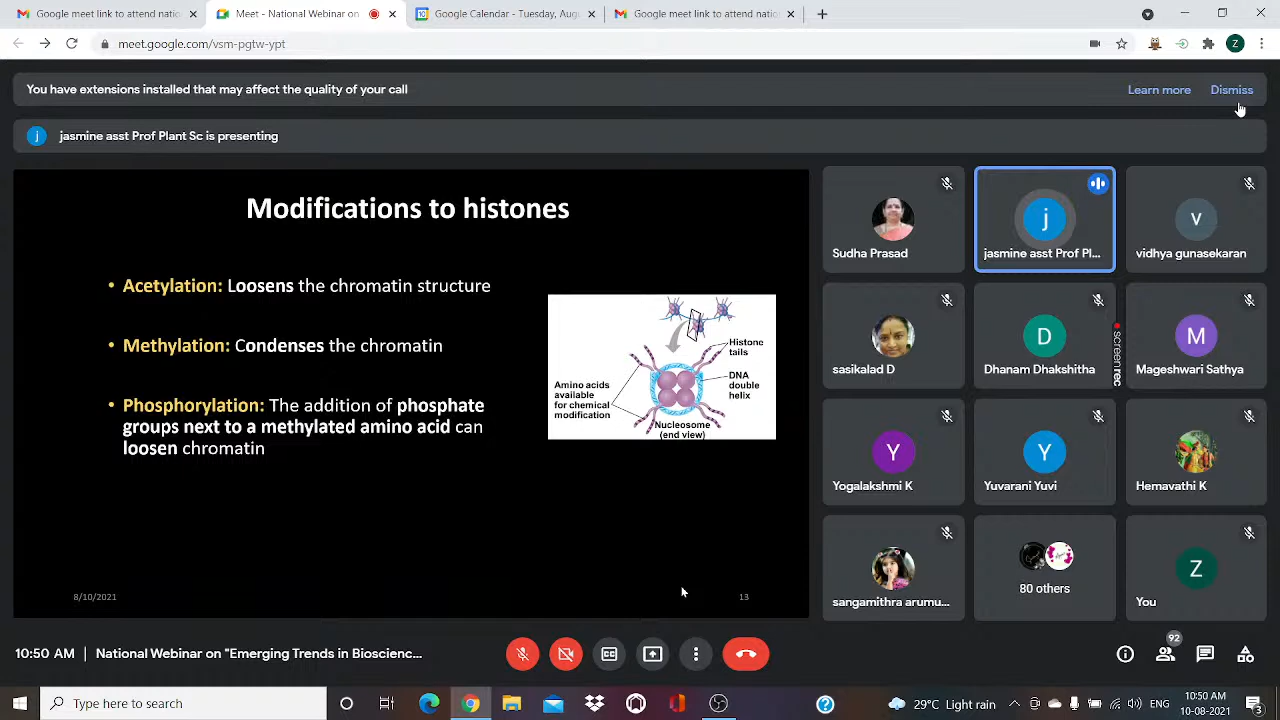 Google meet link to attend natio
Meet - National Webinar on
Google Calendar - Tuesday, Augu
Google meet link to attend natio
meet.google.com/vsm-pgtw-ypt
Z
You have extensions installed that may affect the quality of your call
Learn more
Dismiss
j
jasmine asst Prof Plant Sc is presenting
Modifications to histones
• Acetylation: Loosens the chromatin structure
• Methylation: Condenses the chromatin
• Phosphorylation: The addition of phosphate
groups next to a methylated amino acid can
loosen chromatin
Histone
tails
DNA
double
helix
Amino acids
available
for chemical
modification
Nucleosome
(end view)
8/10/2021
13
Sudha Prasad
j
jasmine asst Prof Pl...
v
vidhya gunasekaran
sasikalad D
D
Dhanam Dhakshitha
M
Mageshwari Sathya
screenrec
Y
Yogalakshmi K
Y
Yuvarani Yuvi
Hemavathi K
sangamithra arumu...
80 others
Z
You
10:50 AM | National Webinar on "Emerging Trends in Bioscienc...
92
Type here to search
29°C Light rain
10:50 AM
10-08-2021
3